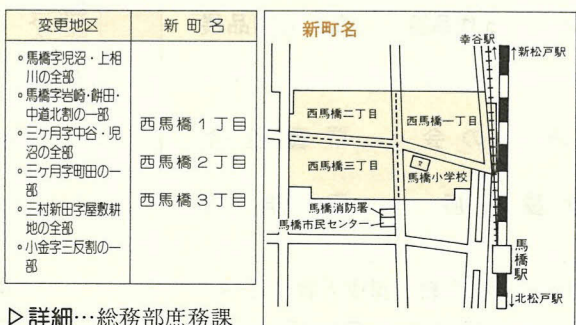 変更地区
新町名
◦馬橋字児沼・上相
川の全部
◦馬橋字岩崎・餅田・
中道北割の一部
◦三ケ月字中谷・児
沼の全部
◦三ケ月字町田の一
部
◦三村新田字屋敷耕
地の全部
◦小金字三反割の一
部
西馬橋1丁目
西馬橋2丁目
西馬橋3丁目
▷詳細…総務部庶務課
新町名
幸谷駅
↑新松戸駅
西馬橋二丁目
西馬橋一丁目
西馬橋三丁目
馬橋小学校
馬橋消防署
馬橋市民センター
馬橋駅
↓北松戸駅